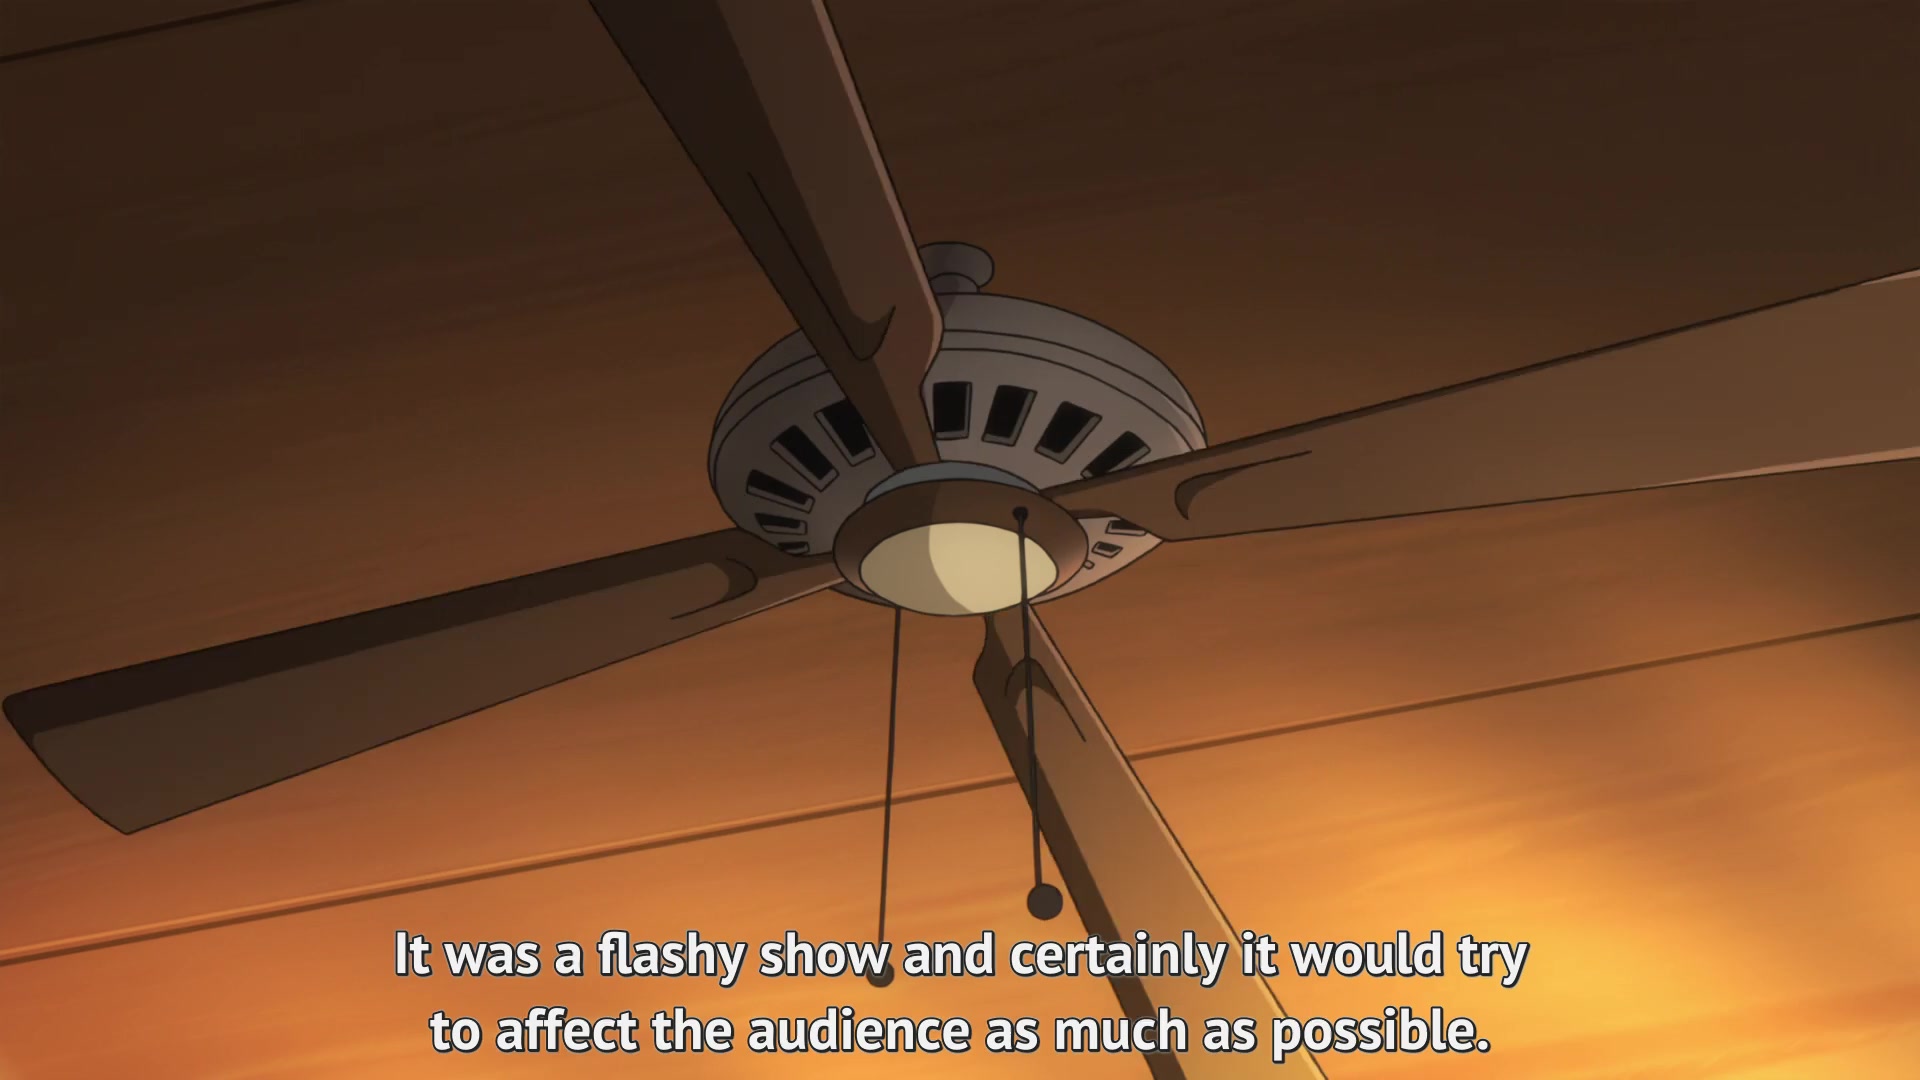 It was a flashy show and certainly it would try
to affect the audience as much as possible.